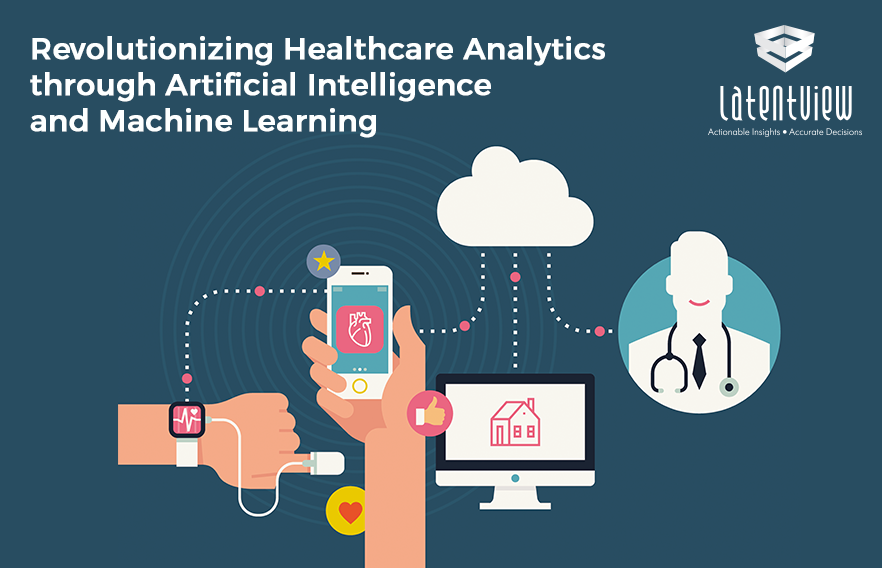 Revolutionizing Healthcare Analytics
through Artificial Intelligence
and Machine Learning
LatentView
Actionable Insights • Accurate Decisions